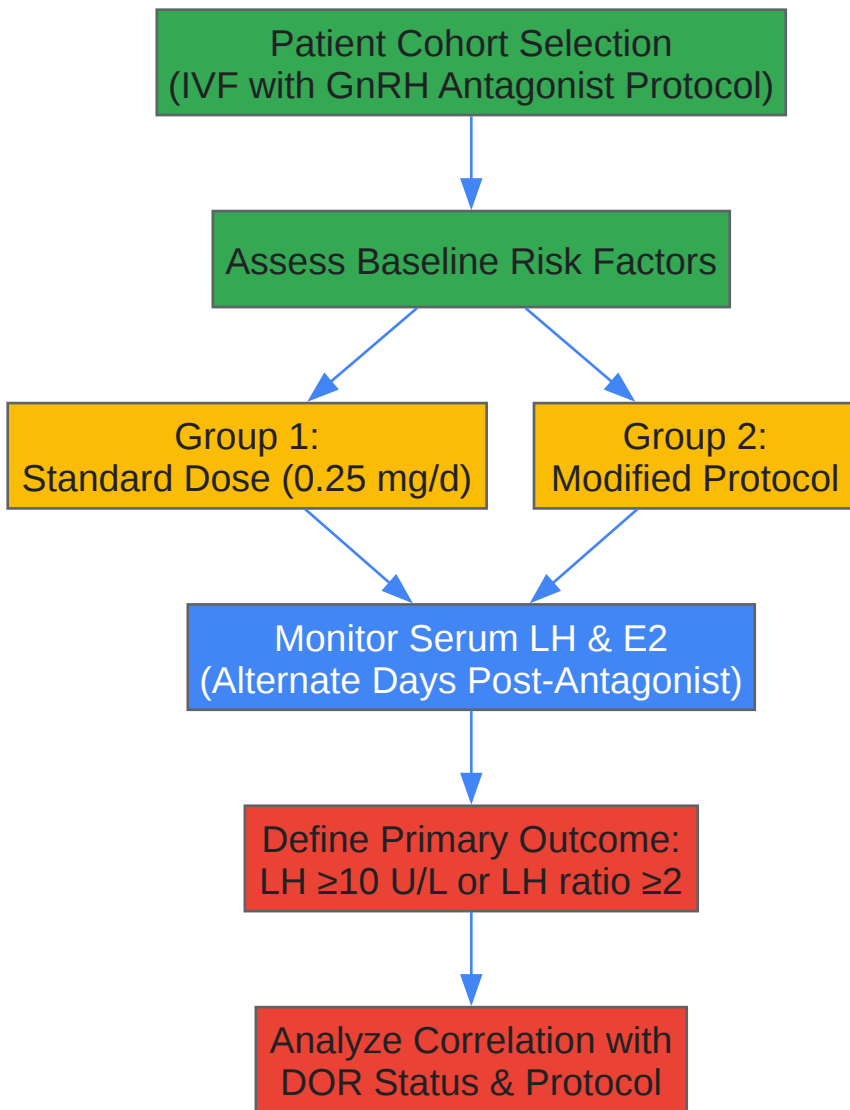 Patient Cohort Selection
(IVF with GnRH Antagonist Protocol)
Assess Baseline Risk Factors
Group 1:
Standard Dose (0.25 mg/d)
Group 2:
Modified Protocol
Monitor Serum LH & E2
(Alternate Days Post-Antagonist)
Define Primary Outcome:
LH ≥10 U/L or LH ratio ≥2
Analyze Correlation with
DOR Status & Protocol